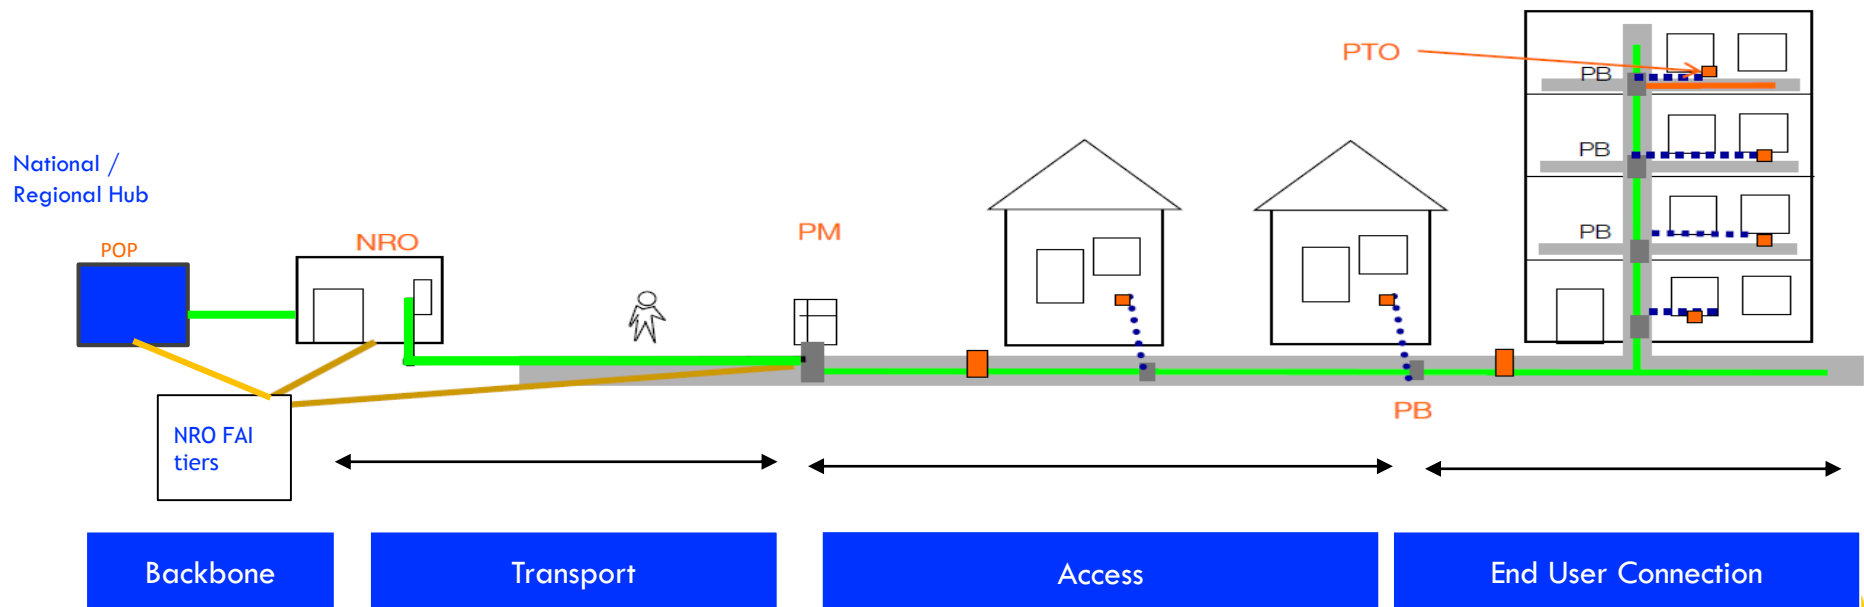 PTO
PB
PB
PB
National /
Regional Hub
POP
NRO
PM
PB
NRO FAI
tiers
Backbone
Transport
Access
End User Connection